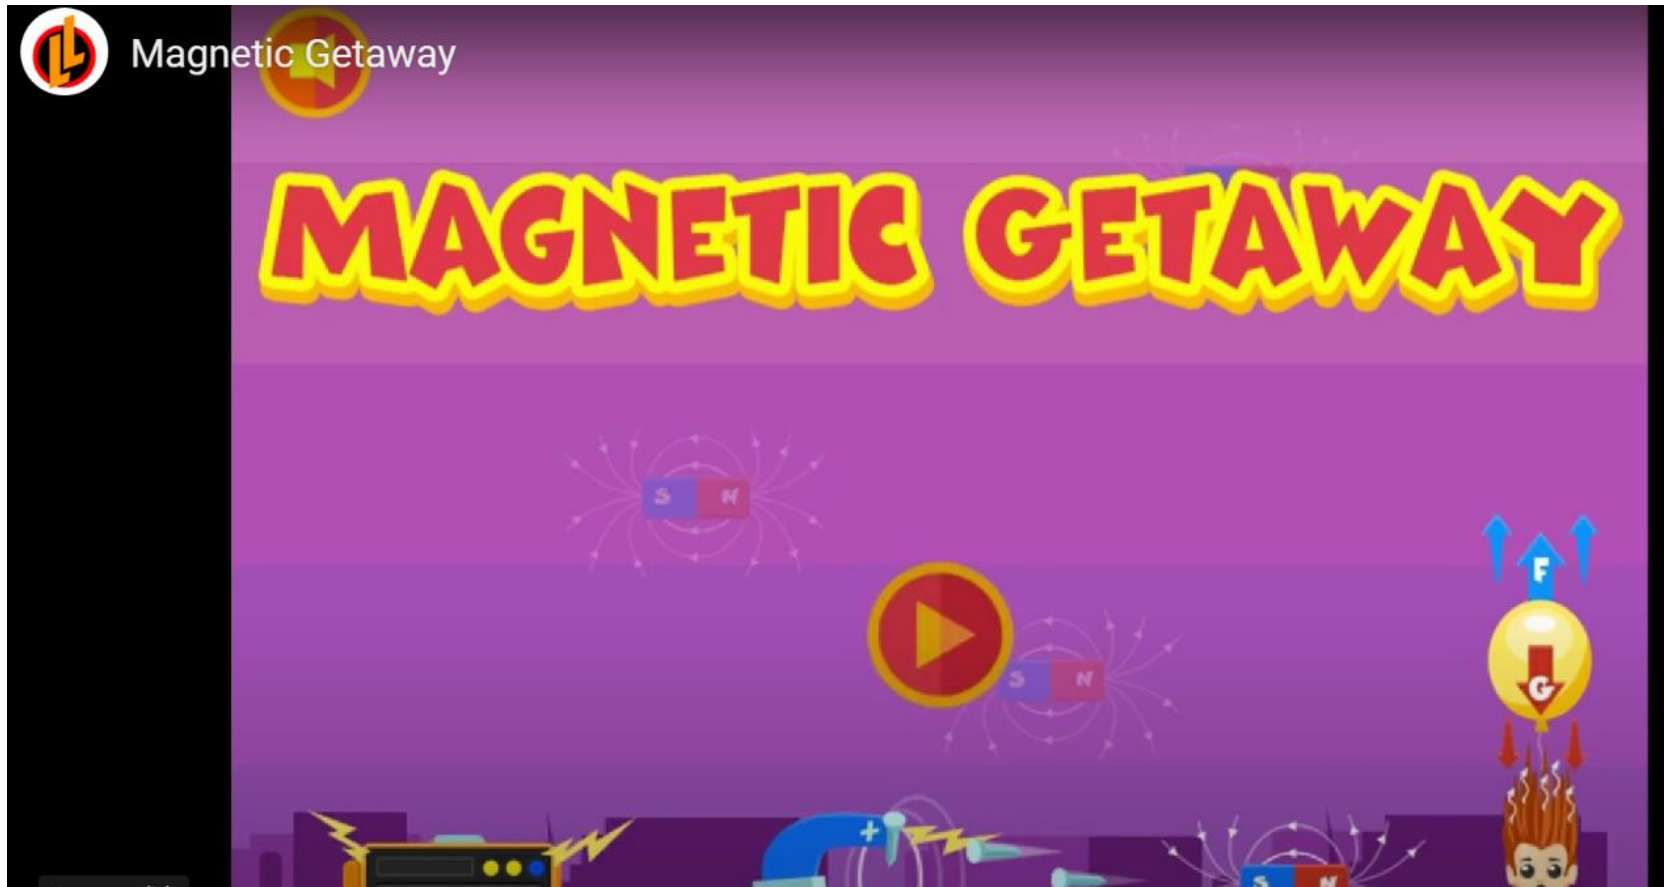 Magnetic Getaway
MAGNETIC GETAWAY
S N
F
S N
G
+
S N